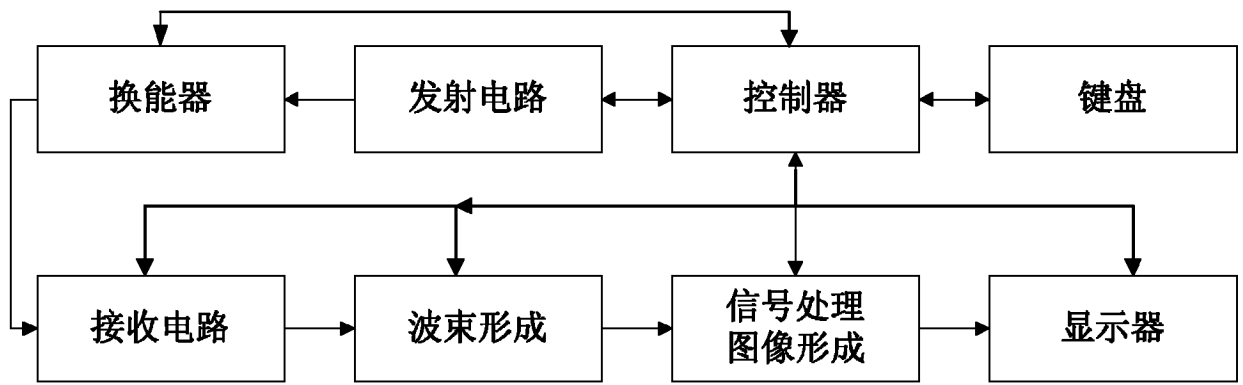 换能器
发射电路
控制器
键盘
接收电路
波束形成
信号处理
图像形成
显示器